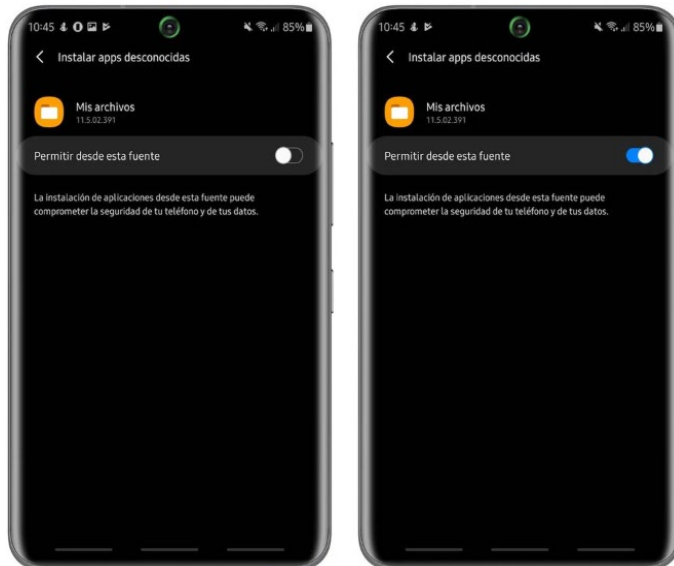 10:45
85%
Instalar apps desconocidas
Mis archivos
11.5.02.391
Permitir desde esta fuente
La instalación de aplicaciones desde esta fuente puede
comprometer la seguridad de tu teléfono y de tus datos.
10:45
85%
Instalar apps desconocidas
Mis archivos
11.5.02.391
Permitir desde esta fuente
La instalación de aplicaciones desde esta fuente puede
comprometer la seguridad de tu teléfono y de tus datos.